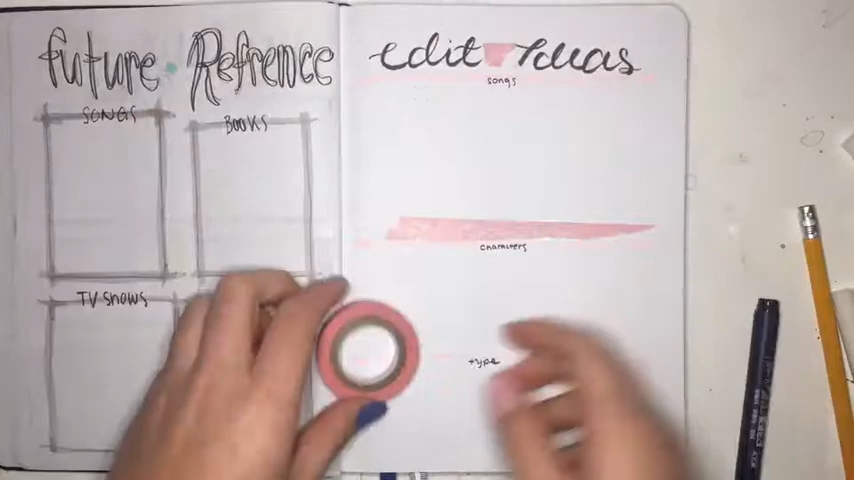 future Refrence
SONGS
BOOKS
TV Shows
edit Ideas
songs
characters
type